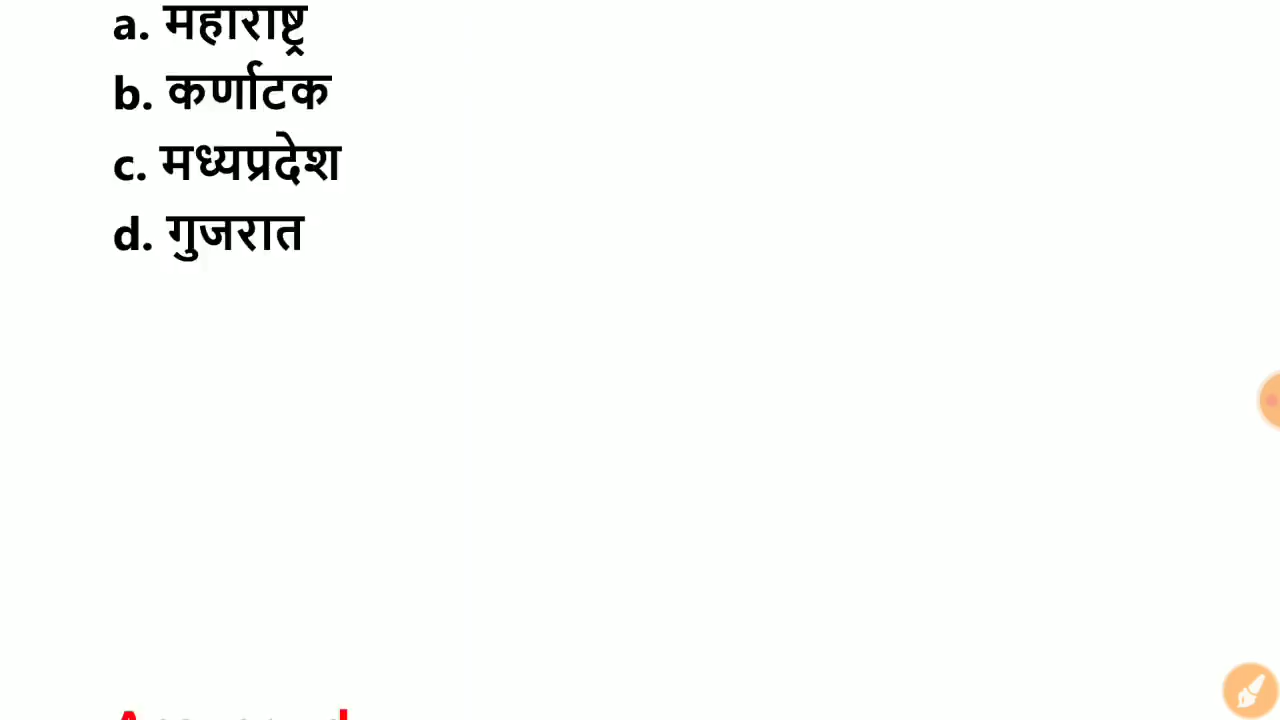 a. महाराष्ट्र
b. कर्णाटक
c. मध्यप्रदेश
d. गुजरात